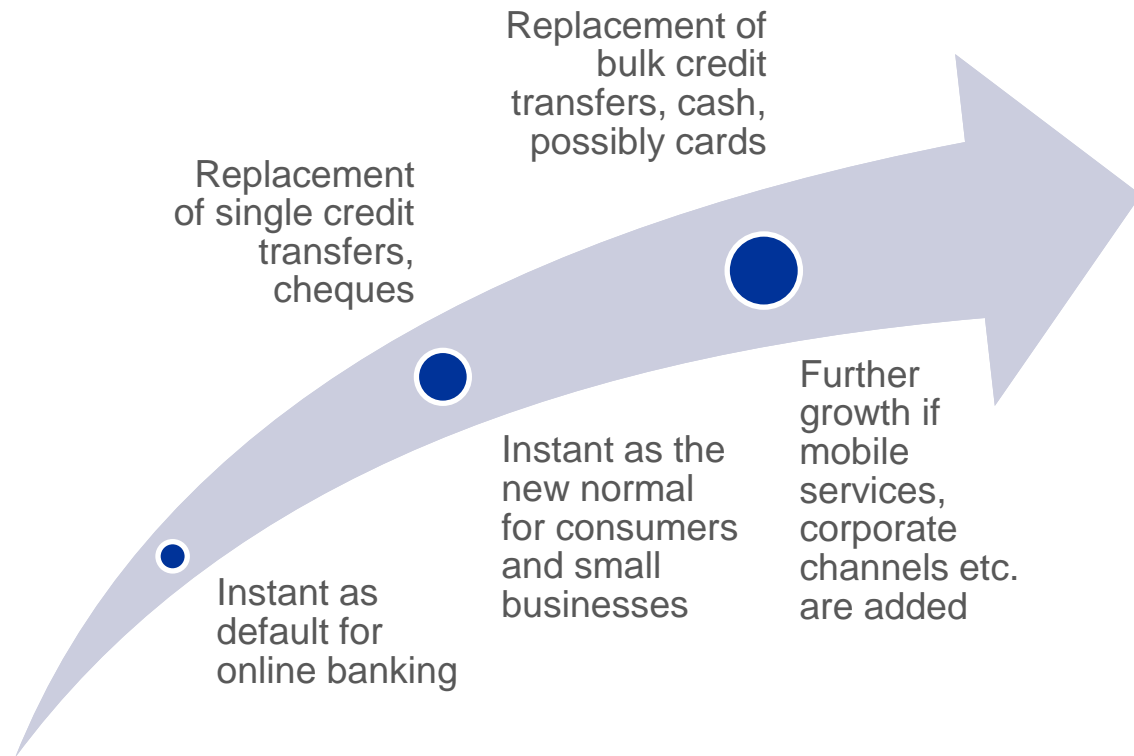 Replacement of
bulk credit
transfers, cash,
possibly cards
Replacement
of single credit
transfers,
cheques
Further
growth if
mobile
services,
corporate
channels etc.
are added
Instant as the
new normal
for consumers
and small
businesses
Instant as
default for
online banking